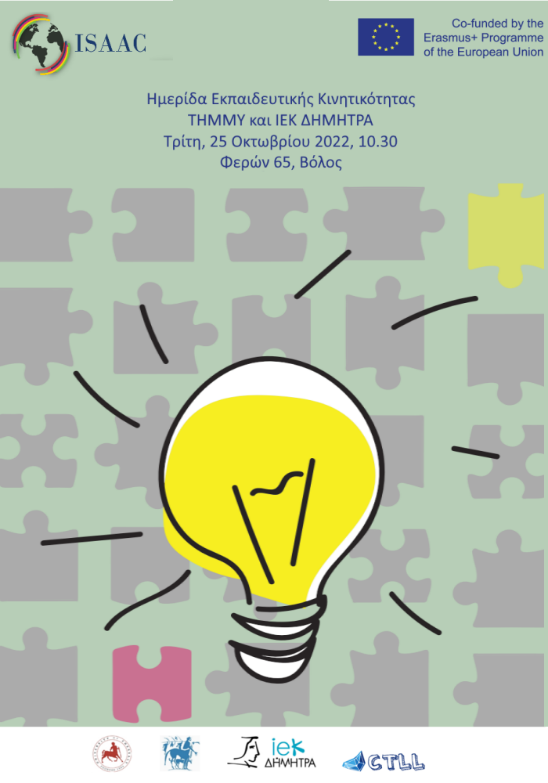 ISAAC
Co-funded by the
Erasmus+ Programme
of the European Union
Ημερίδα Εκπαιδευτικής Κινητικότητας
ΤΗΜΜΥ και ΙΕΚ ΔΗΜΗΤΡΑ
Τρίτη, 25 Οκτωβρίου 2022, 10.30
Φερών 65, Βόλος
ιεκ
ΔΗΜΗΤΡΑ
CTLL